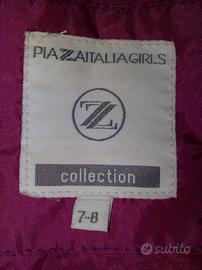 PIAZZAITALIAGIRLS
Z
collection
7-8
subito